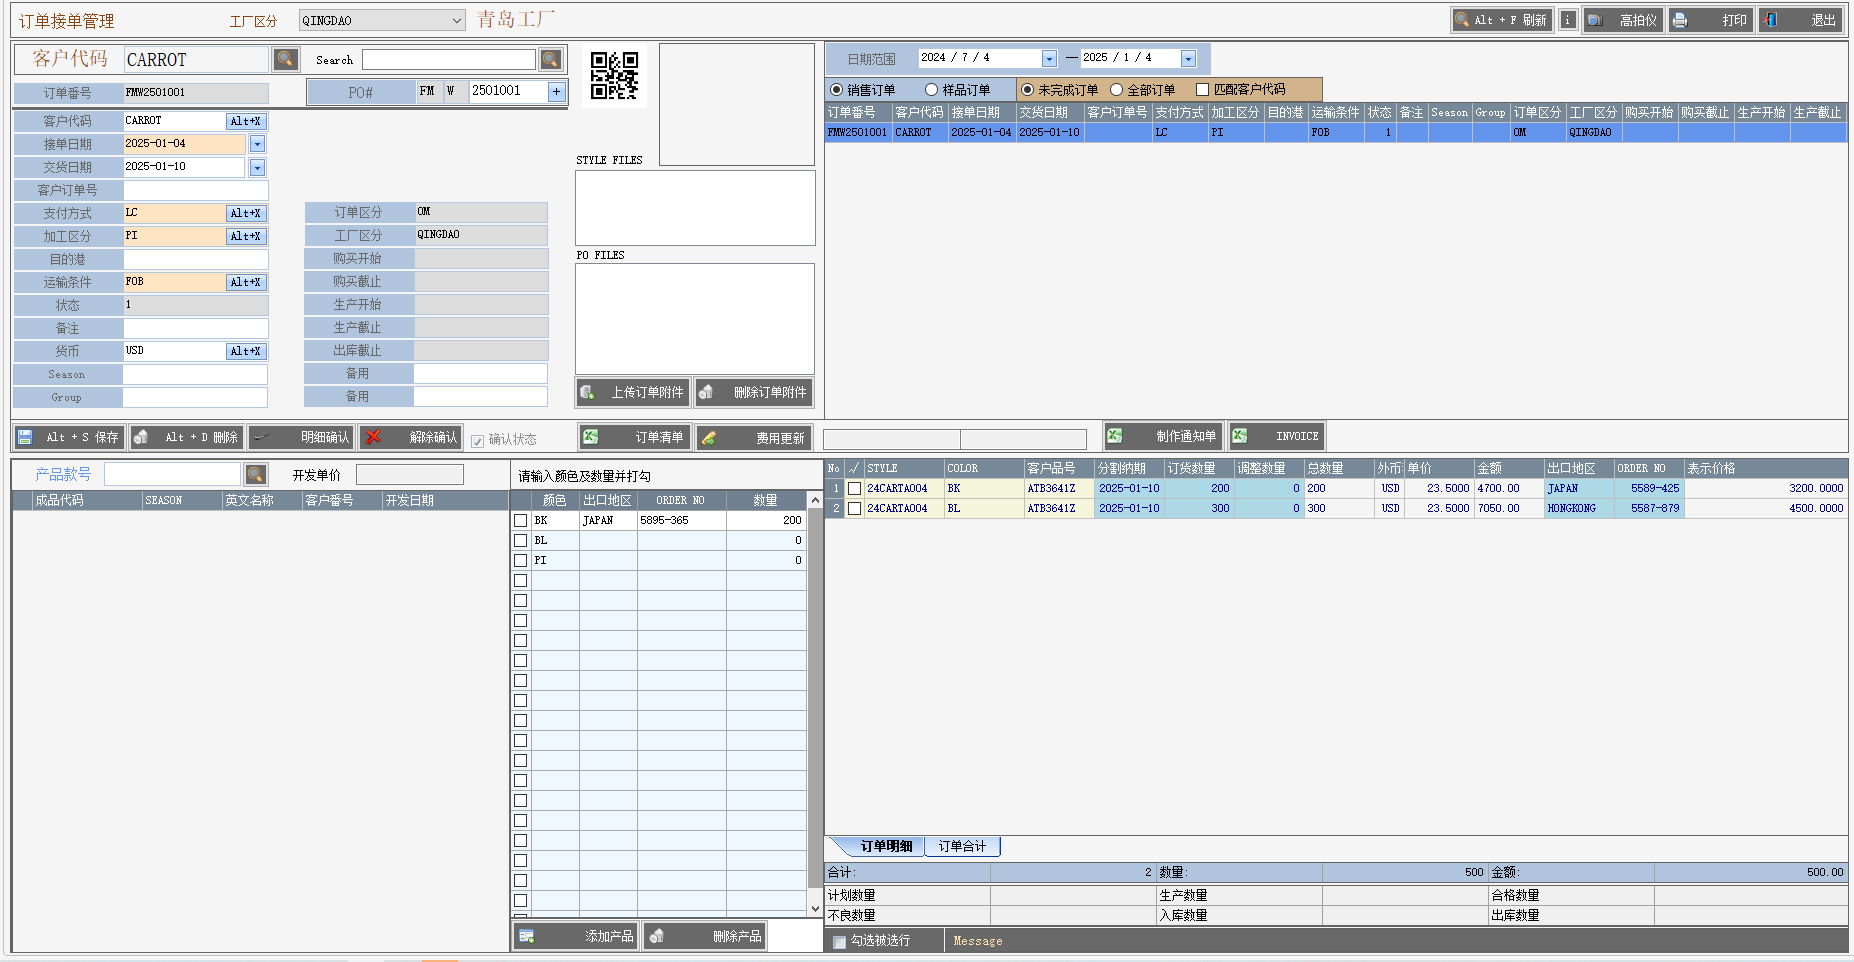 订单接单管理 工厂区分 QINGDAO 青岛工厂 Alt + F 刷新 i 高拍仪 打印 退出
客户代码 CARROT Search
订单番号 FMW2501001 PO# FM W 2501001 +
客户代码 CARROT Alt+X
接单日期 2025-01-04
交货日期 2025-01-10
客户订单号
支付方式 LC Alt+X
加工区分 PI Alt+X
目的港
运输条件 FOB Alt+X
状态 1
备注
货币 USD Alt+X
Season
Group
订单区分 OM
工厂区分 QINGDAO
购买开始
购买截止
生产开始
生产截止
出库截止
备用
备用
STYLE FILES
PO FILES
上传订单附件 删除订单附件
日期范围 2024 / 7 / 4 — 2025 / 1 / 4
销售订单 样品订单 未完成订单 全部订单 匹配客户代码
订单番号 客户代码 接单日期 交货日期 客户订单号 支付方式 加工区分 目的港 运输条件 状态 备注 Season Group 订单区分 工厂区分 购买开始 购买截止 生产开始 生产截止
FMW2501001 CARROT 2025-01-04 2025-01-10 LC PI FOB 1 OM QINGDAO
Alt + S 保存 Alt + D 删除 明细确认 解除确认 确认状态 订单清单 费用更新 制作通知单 INVOICE
产品款号 开发单价
成品代码 SEASON 英文名称 客户番号 开发日期
请输入颜色及数量并打勾
颜色 出口地区 ORDER NO 数量
BK JAPAN 5895-365 200
BL 0
PI 0
添加产品 删除产品
No √ STYLE COLOR 客户品号 分割纳期 订货数量 调整数量 总数量 外币 单价 金额 出口地区 ORDER NO 表示价格
1 24CARTA004 BK ATB3641Z 2025-01-10 200 0 200 USD 23.5000 4700.00 JAPAN 5589-425 3200.0000
2 24CARTA004 BL ATB3641Z 2025-01-10 300 0 300 USD 23.5000 7050.00 HONGKONG 5587-879 4500.0000
订单明细 订单合计
合计: 2 数量: 500 金额: 500.00
计划数量 生产数量 合格数量
不良数量 入库数量 出库数量
勾选被选行 Message